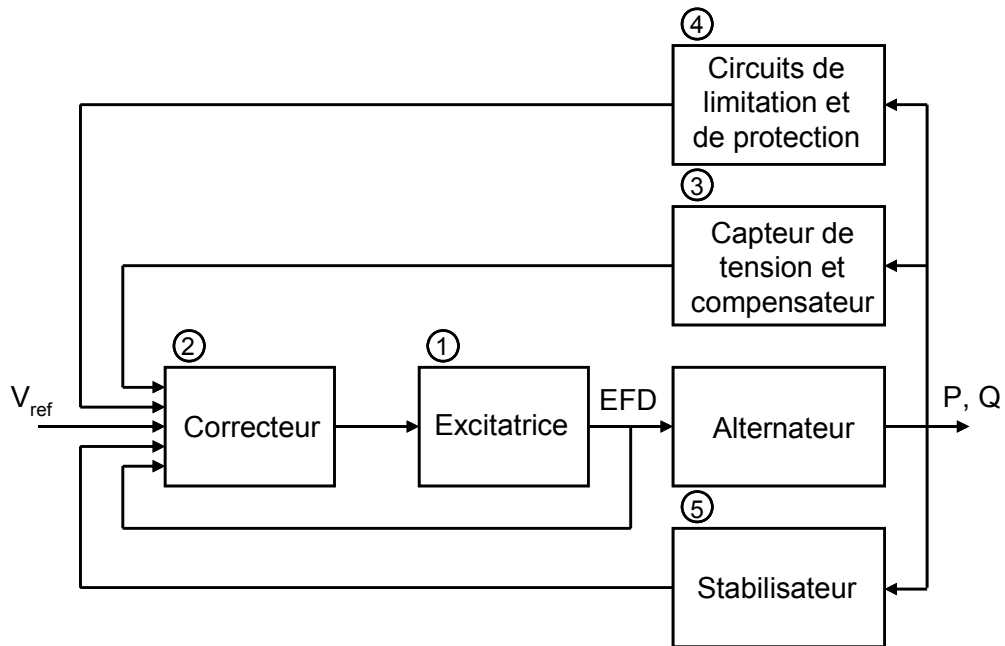 ④
Circuits de
limitation et
de protection
③
Capteur de
tension et
compensateur
②
①
V_ref
Correcteur
Excitatrice
EFD
Alternateur
P, Q
⑤
Stabilisateur